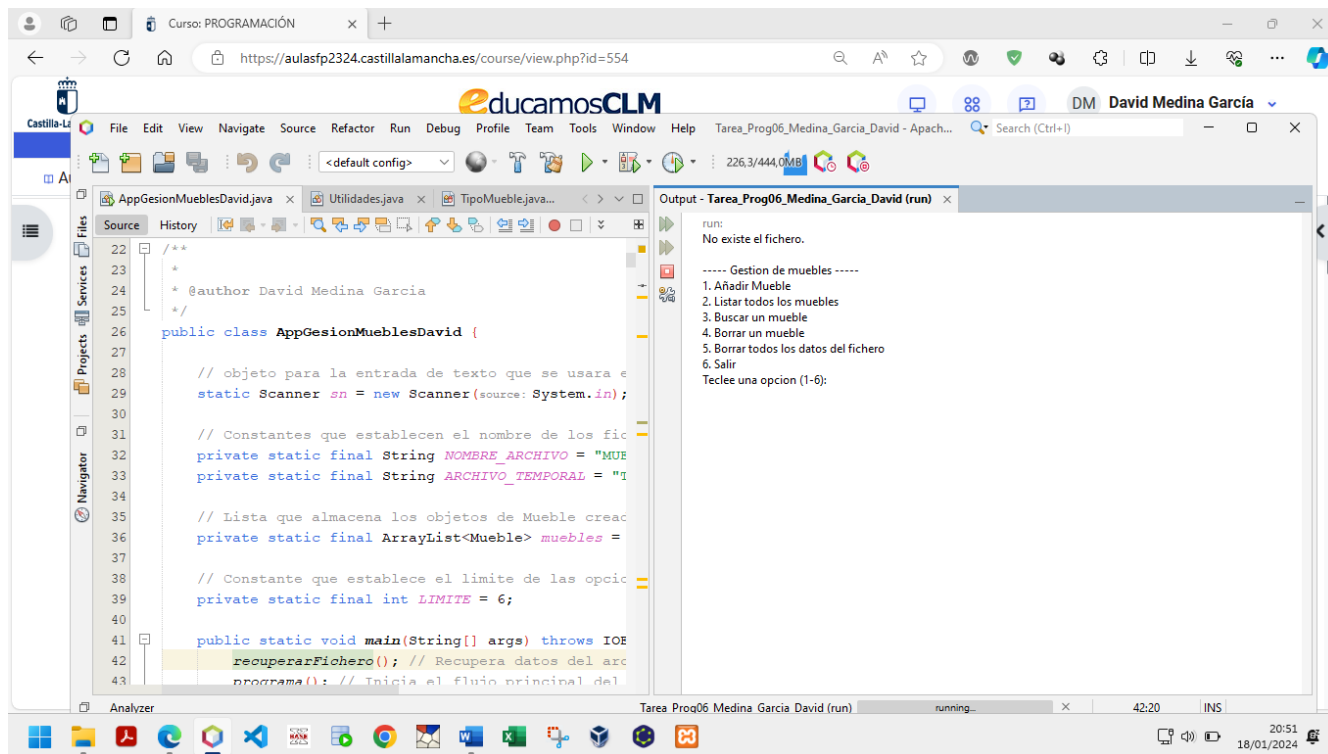 Curso: PROGRAMACIÓN
https://aulasfp2324.castillalamancha.es/course/view.php?id=554
educamosCLM
DM David Medina García
Castilla-La
File Edit View Navigate Source Refactor Run Debug Profile Team Tools Window Help Tarea_Prog06_Medina_Garcia_David - Apach... Search (Ctrl+I)
<default config> 226,3/444,0MB
AppGesionMueblesDavid.java Utilidades.java TipoMueble.java...
Source History
Files
Services
Projects
Navigator
22 /**
23 *
24 * @author David Medina Garcia
25 */
26 public class AppGesionMueblesDavid {
27
28 // objeto para la entrada de texto que se usara e
29 static Scanner sn = new Scanner(source: System.in);
30
31 // Constantes que establecen el nombre de los fic
32 private static final String NOMBRE_ARCHIVO = "MUE
33 private static final String ARCHIVO_TEMPORAL = "T
34
35 // Lista que almacena los objetos de Mueble creac
36 private static final ArrayList<Mueble> muebles =
37
38 // Constante que establece el limite de las opcic
39 private static final int LIMITE = 6;
40
41 public static void main(String[] args) throws IOE
42 recuperarFichero(); // Recupera datos del arc
43 programa(); // Inicia el flujo principal del
Output - Tarea_Prog06_Medina_Garcia_David (run)
run:
No existe el fichero.
----- Gestion de muebles -----
1. Añadir Mueble
2. Listar todos los muebles
3. Buscar un mueble
4. Borrar un mueble
5. Borrar todos los datos del fichero
6. Salir
Teclee una opcion (1-6):
Analyzer
Tarea_Prog06_Medina_Garcia_David (run) running... 42:20 INS
20:51
18/01/2024